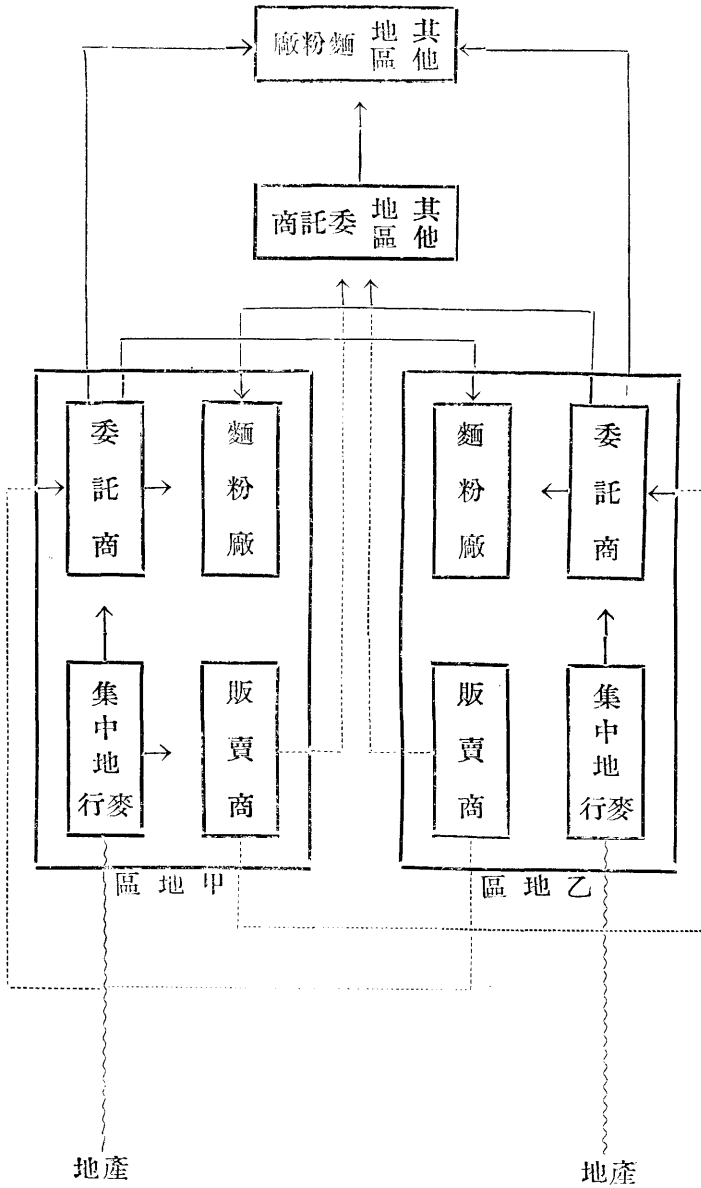 其他地區麵粉廠
其他地區委託商
委託商
麵粉廠
麵粉廠
委託商
集中地麥行
販賣商
販賣商
集中地麥行
甲地區
乙地區
產地
產地